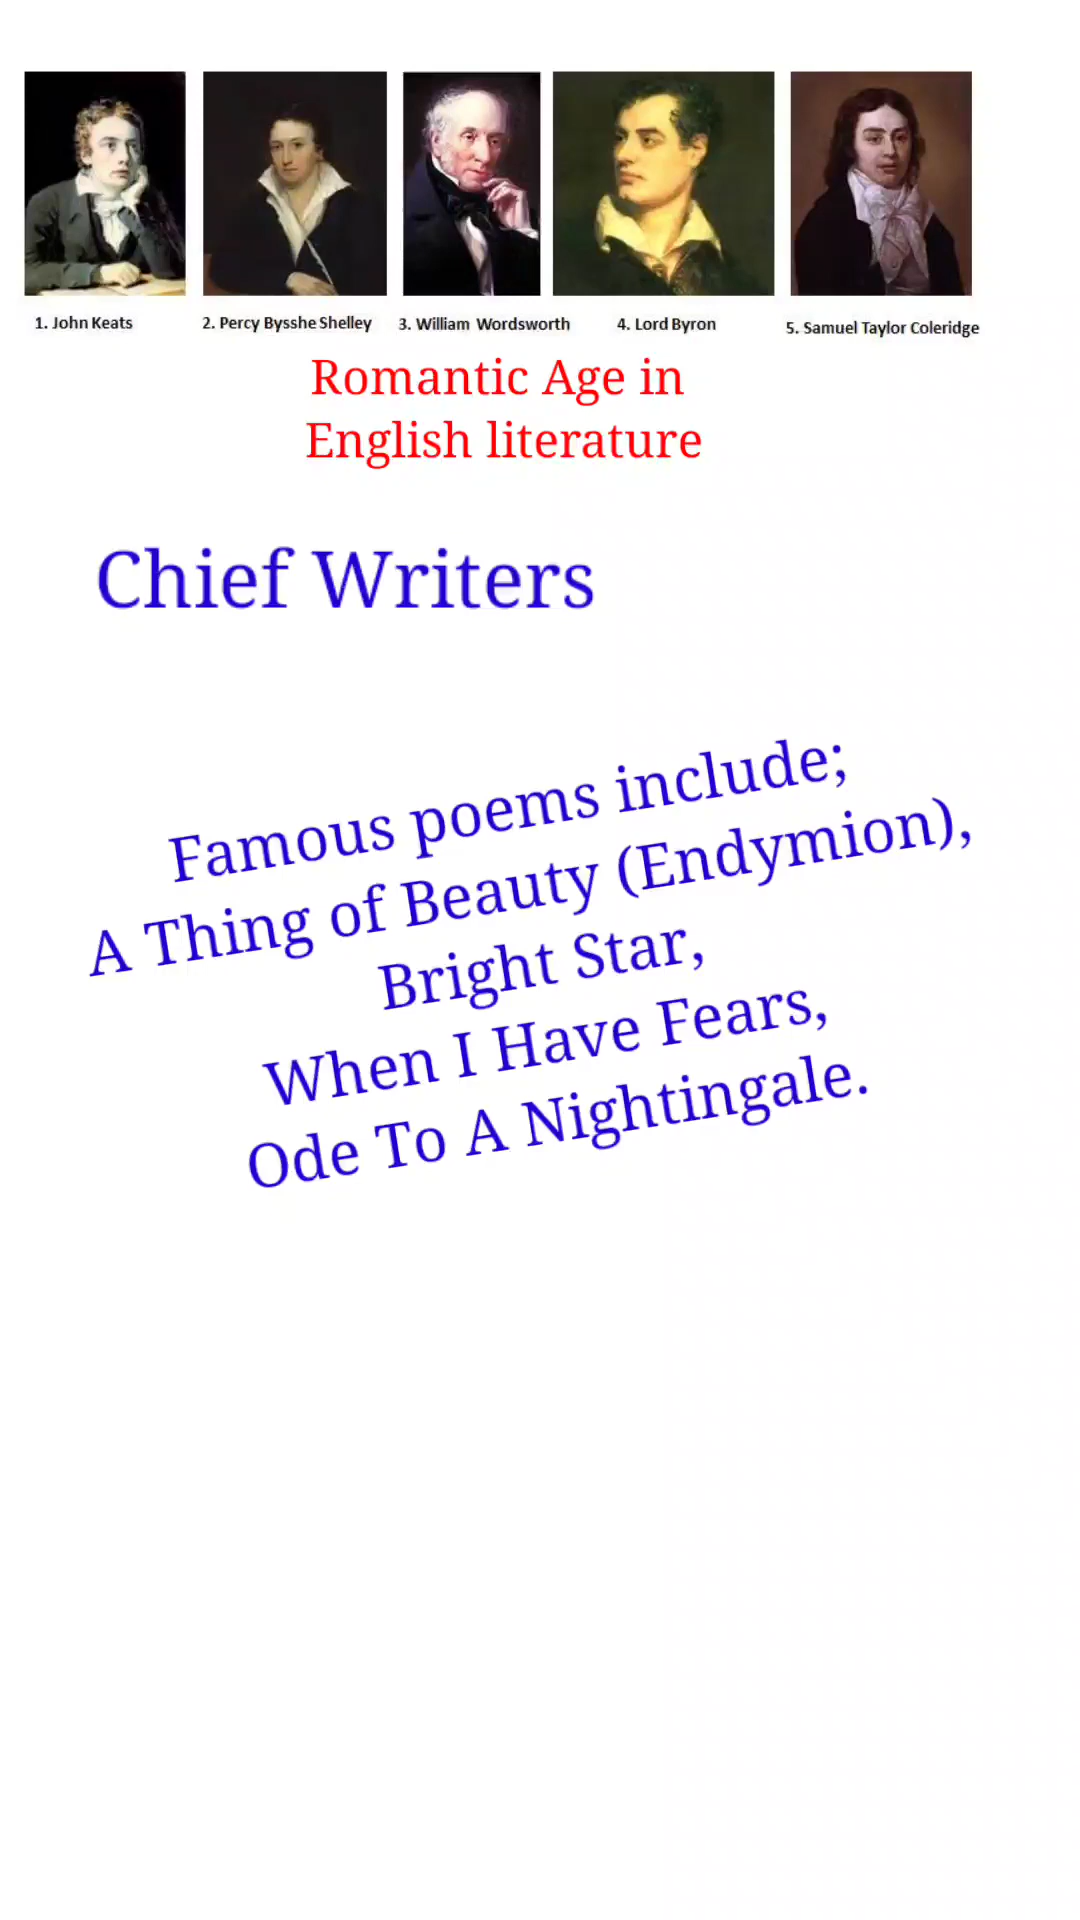 1. John Keats
2. Percy Bysshe Shelley
3. William Wordsworth
4. Lord Byron
5. Samuel Taylor Coleridge
Romantic Age in
English literature
Chief Writers
Famous poems include;
A Thing of Beauty (Endymion),
Bright Star,
When I Have Fears,
Ode To A Nightingale.